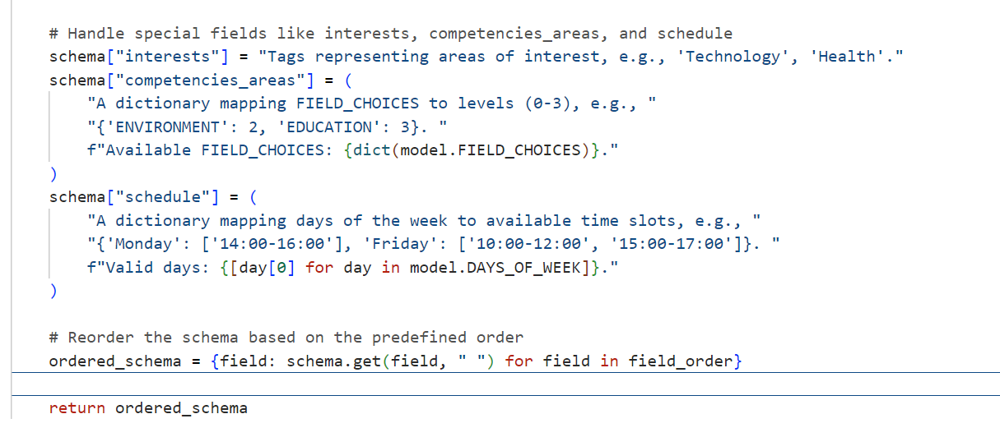 # Handle special fields like interests, competencies_areas, and schedule
schema["interests"] = "Tags representing areas of interest, e.g., 'Technology', 'Health'."
schema["competencies_areas"] = (
    "A dictionary mapping FIELD_CHOICES to levels (0-3), e.g., "
    "{'ENVIRONMENT': 2, 'EDUCATION': 3}. "
    f"Available FIELD_CHOICES: {dict(model.FIELD_CHOICES)}."
)
schema["schedule"] = (
    "A dictionary mapping days of the week to available time slots, e.g., "
    "{'Monday': ['14:00-16:00'], 'Friday': ['10:00-12:00', '15:00-17:00']}. "
    f"Valid days: {[day[0] for day in model.DAYS_OF_WEEK]}."
)
# Reorder the schema based on the predefined order
ordered_schema = {field: schema.get(field, " ") for field in field_order}
return ordered_schema